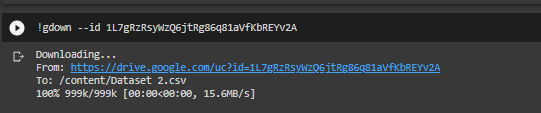 !gdown --id 1L7gRzRsyWzQ6jtRg86q81aVfKbREYv2A
Downloading...
From: https://drive.google.com/uc?id=1L7gRzRsyWzQ6jtRg86q81aVfKbREYv2A
To: /content/Dataset 2.csv
100% 999k/999k [00:00<00:00, 15.6MB/s]